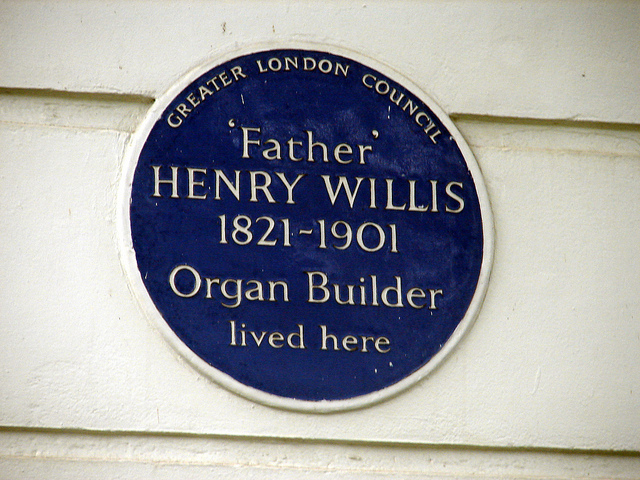 GREATER LONDON COUNCIL
'Father'
HENRY WILLIS
1821-1901
Organ Builder
lived here